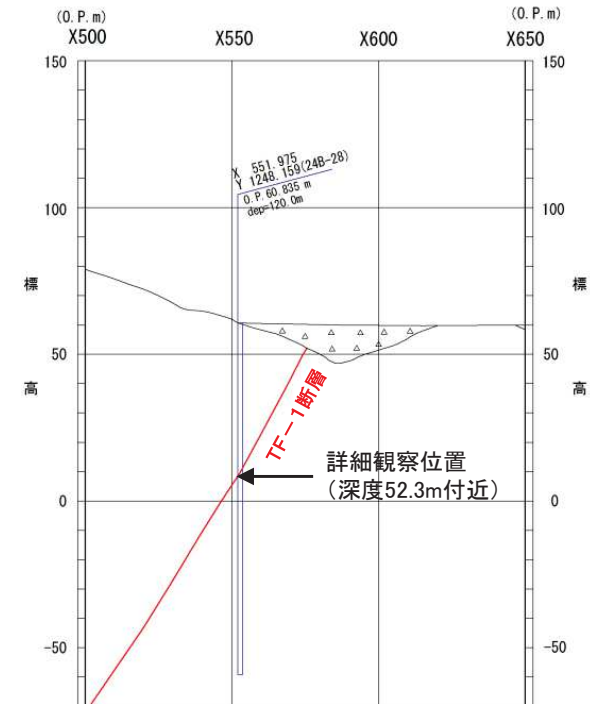 (O.P.m) (O.P.m)
X500 X550 X600 X650
150 150
X 551.975
Y 1248.159(24B-28)
O.P.60.835 m
dep=120.0m
100 100
標 標
50 50
高 高
TF-1断層
詳細観察位置
(深度52.3m付近)
0 0
-50 -50